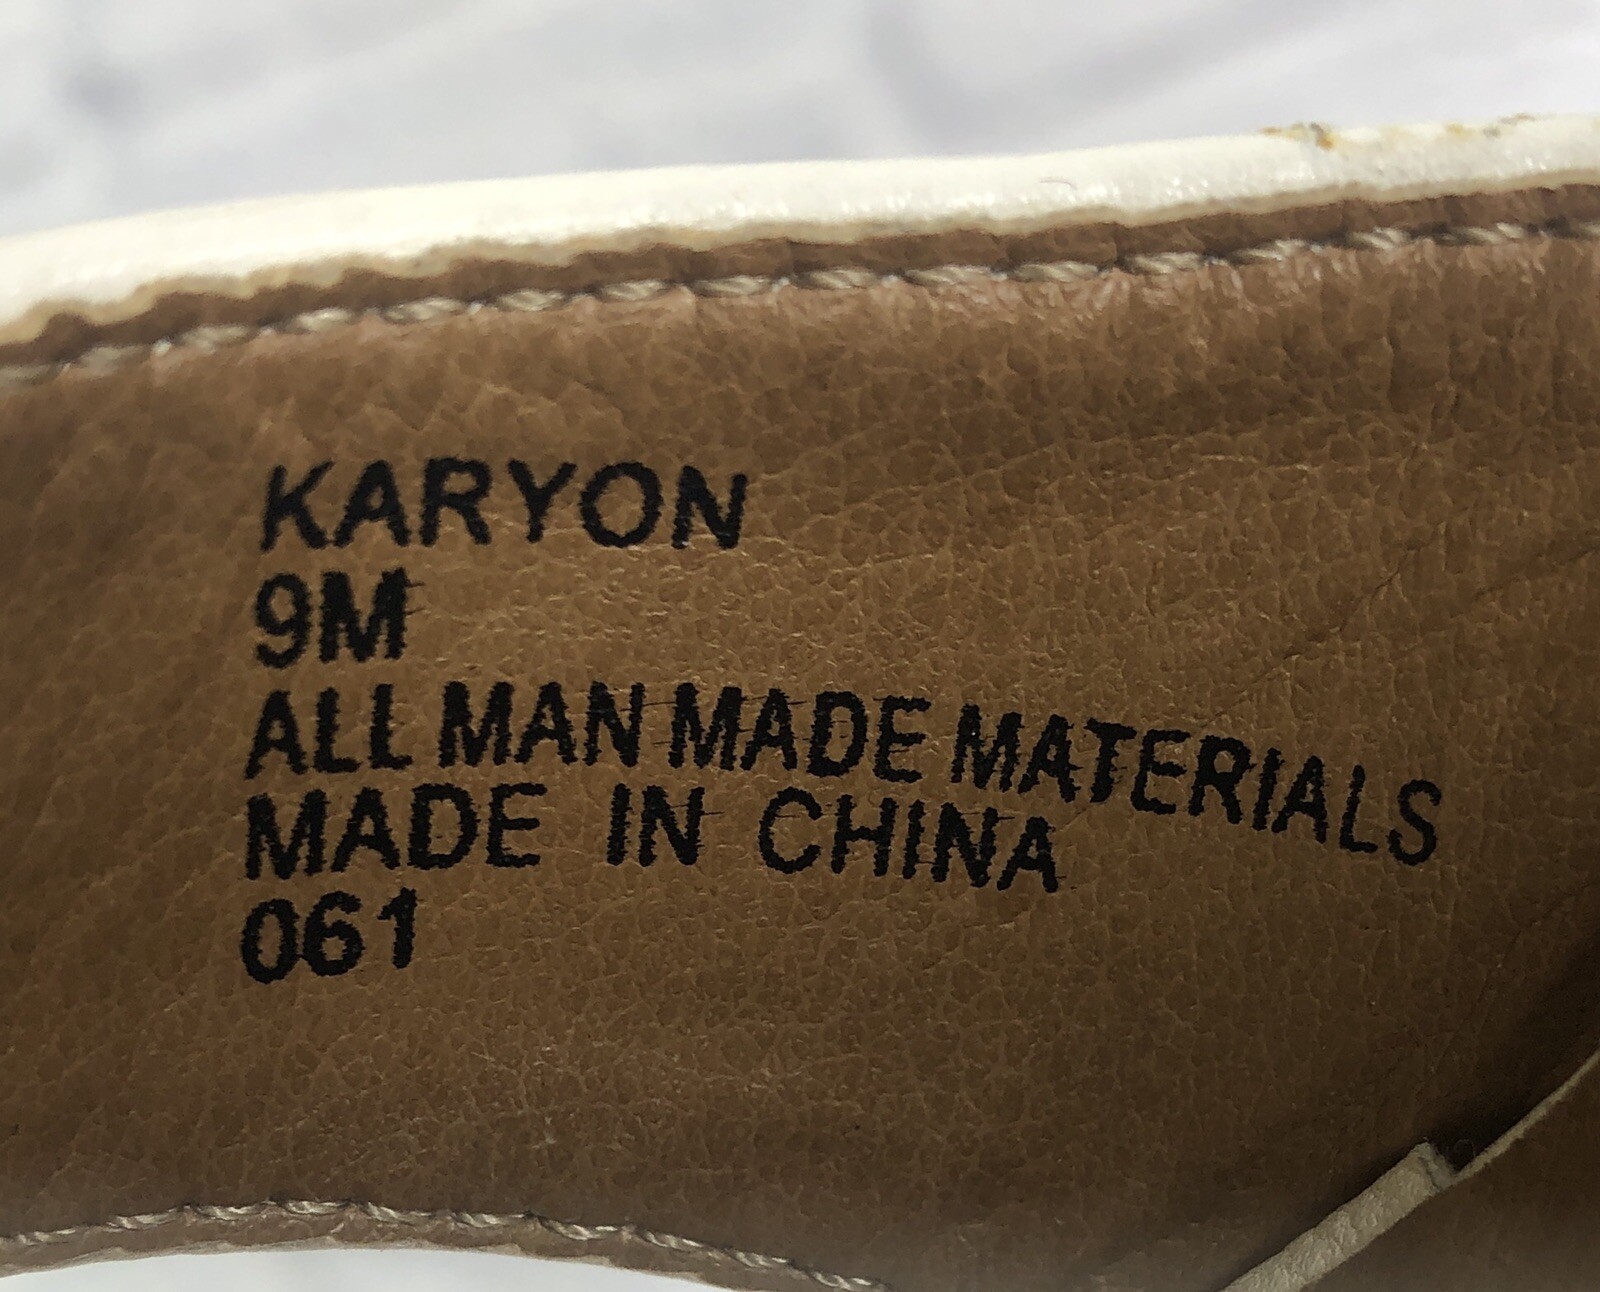 KARYON
9M
ALL MAN MADE MATERIALS
MADE IN CHINA
061